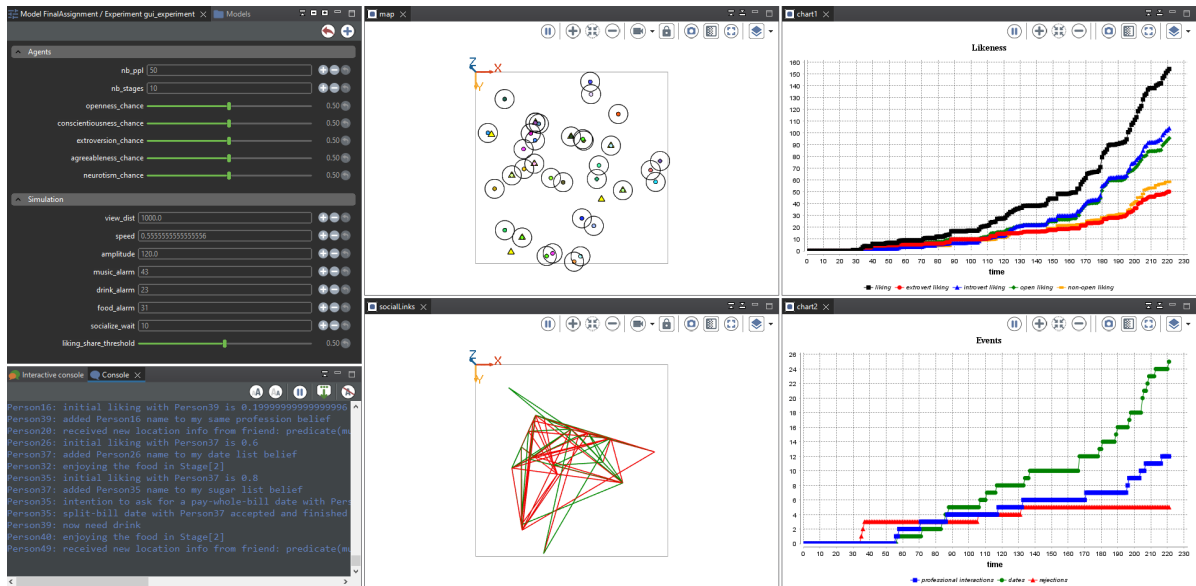 Model FinalAssignment / Experiment gui_experiment
Models
Agents
nb_ppl 50
nb_stages 10
openness_chance 0.50
conscientiousness_chance 0.50
extroversion_chance 0.50
agreeableness_chance 0.50
neurotism_chance 0.50
Simulation
view_dist 1000.0
speed 0.5555555555555556
amplitude 120.0
music_alarm 43
drink_alarm 23
food_alarm 31
socialize_wait 10
liking_share_threshold 0.50
Interactive console
Console
Person16: initial liking with Person39 is 0.19999999999999996
Person39: added Person16 name to my same profession belief
Person20: received new location info from friend: predicate(mu
Person26: initial liking with Person37 is 0.6
Person37: added Person26 name to my date list belief
Person32: enjoying the food in Stage[2]
Person35: initial liking with Person37 is 0.8
Person37: added Person35 name to my sugar list belief
Person35: intention to ask for a pay-whole-bill date with Per
Person35: split-bill date with Person37 accepted and finished
Person39: now need drink
Person40: enjoying the food in Stage[2]
Person49: received new location info from friend: predicate(mu
map
Z
X
Y
socialLinks
Z
X
Y
chart1
Likeness
160
150
140
130
120
110
100
90
80
70
60
50
40
30
20
10
0
0 10 20 30 40 50 60 70 80 90 100 110 120 130 140 150 160 170 180 190 200 210 220 230
time
liking extrovert liking introvert liking open liking non-open liking
chart2
Events
26
24
22
20
18
16
14
12
10
8
6
4
2
0
0 10 20 30 40 50 60 70 80 90 100 110 120 130 140 150 160 170 180 190 200 210 220 230
time
professional interactions dates rejections